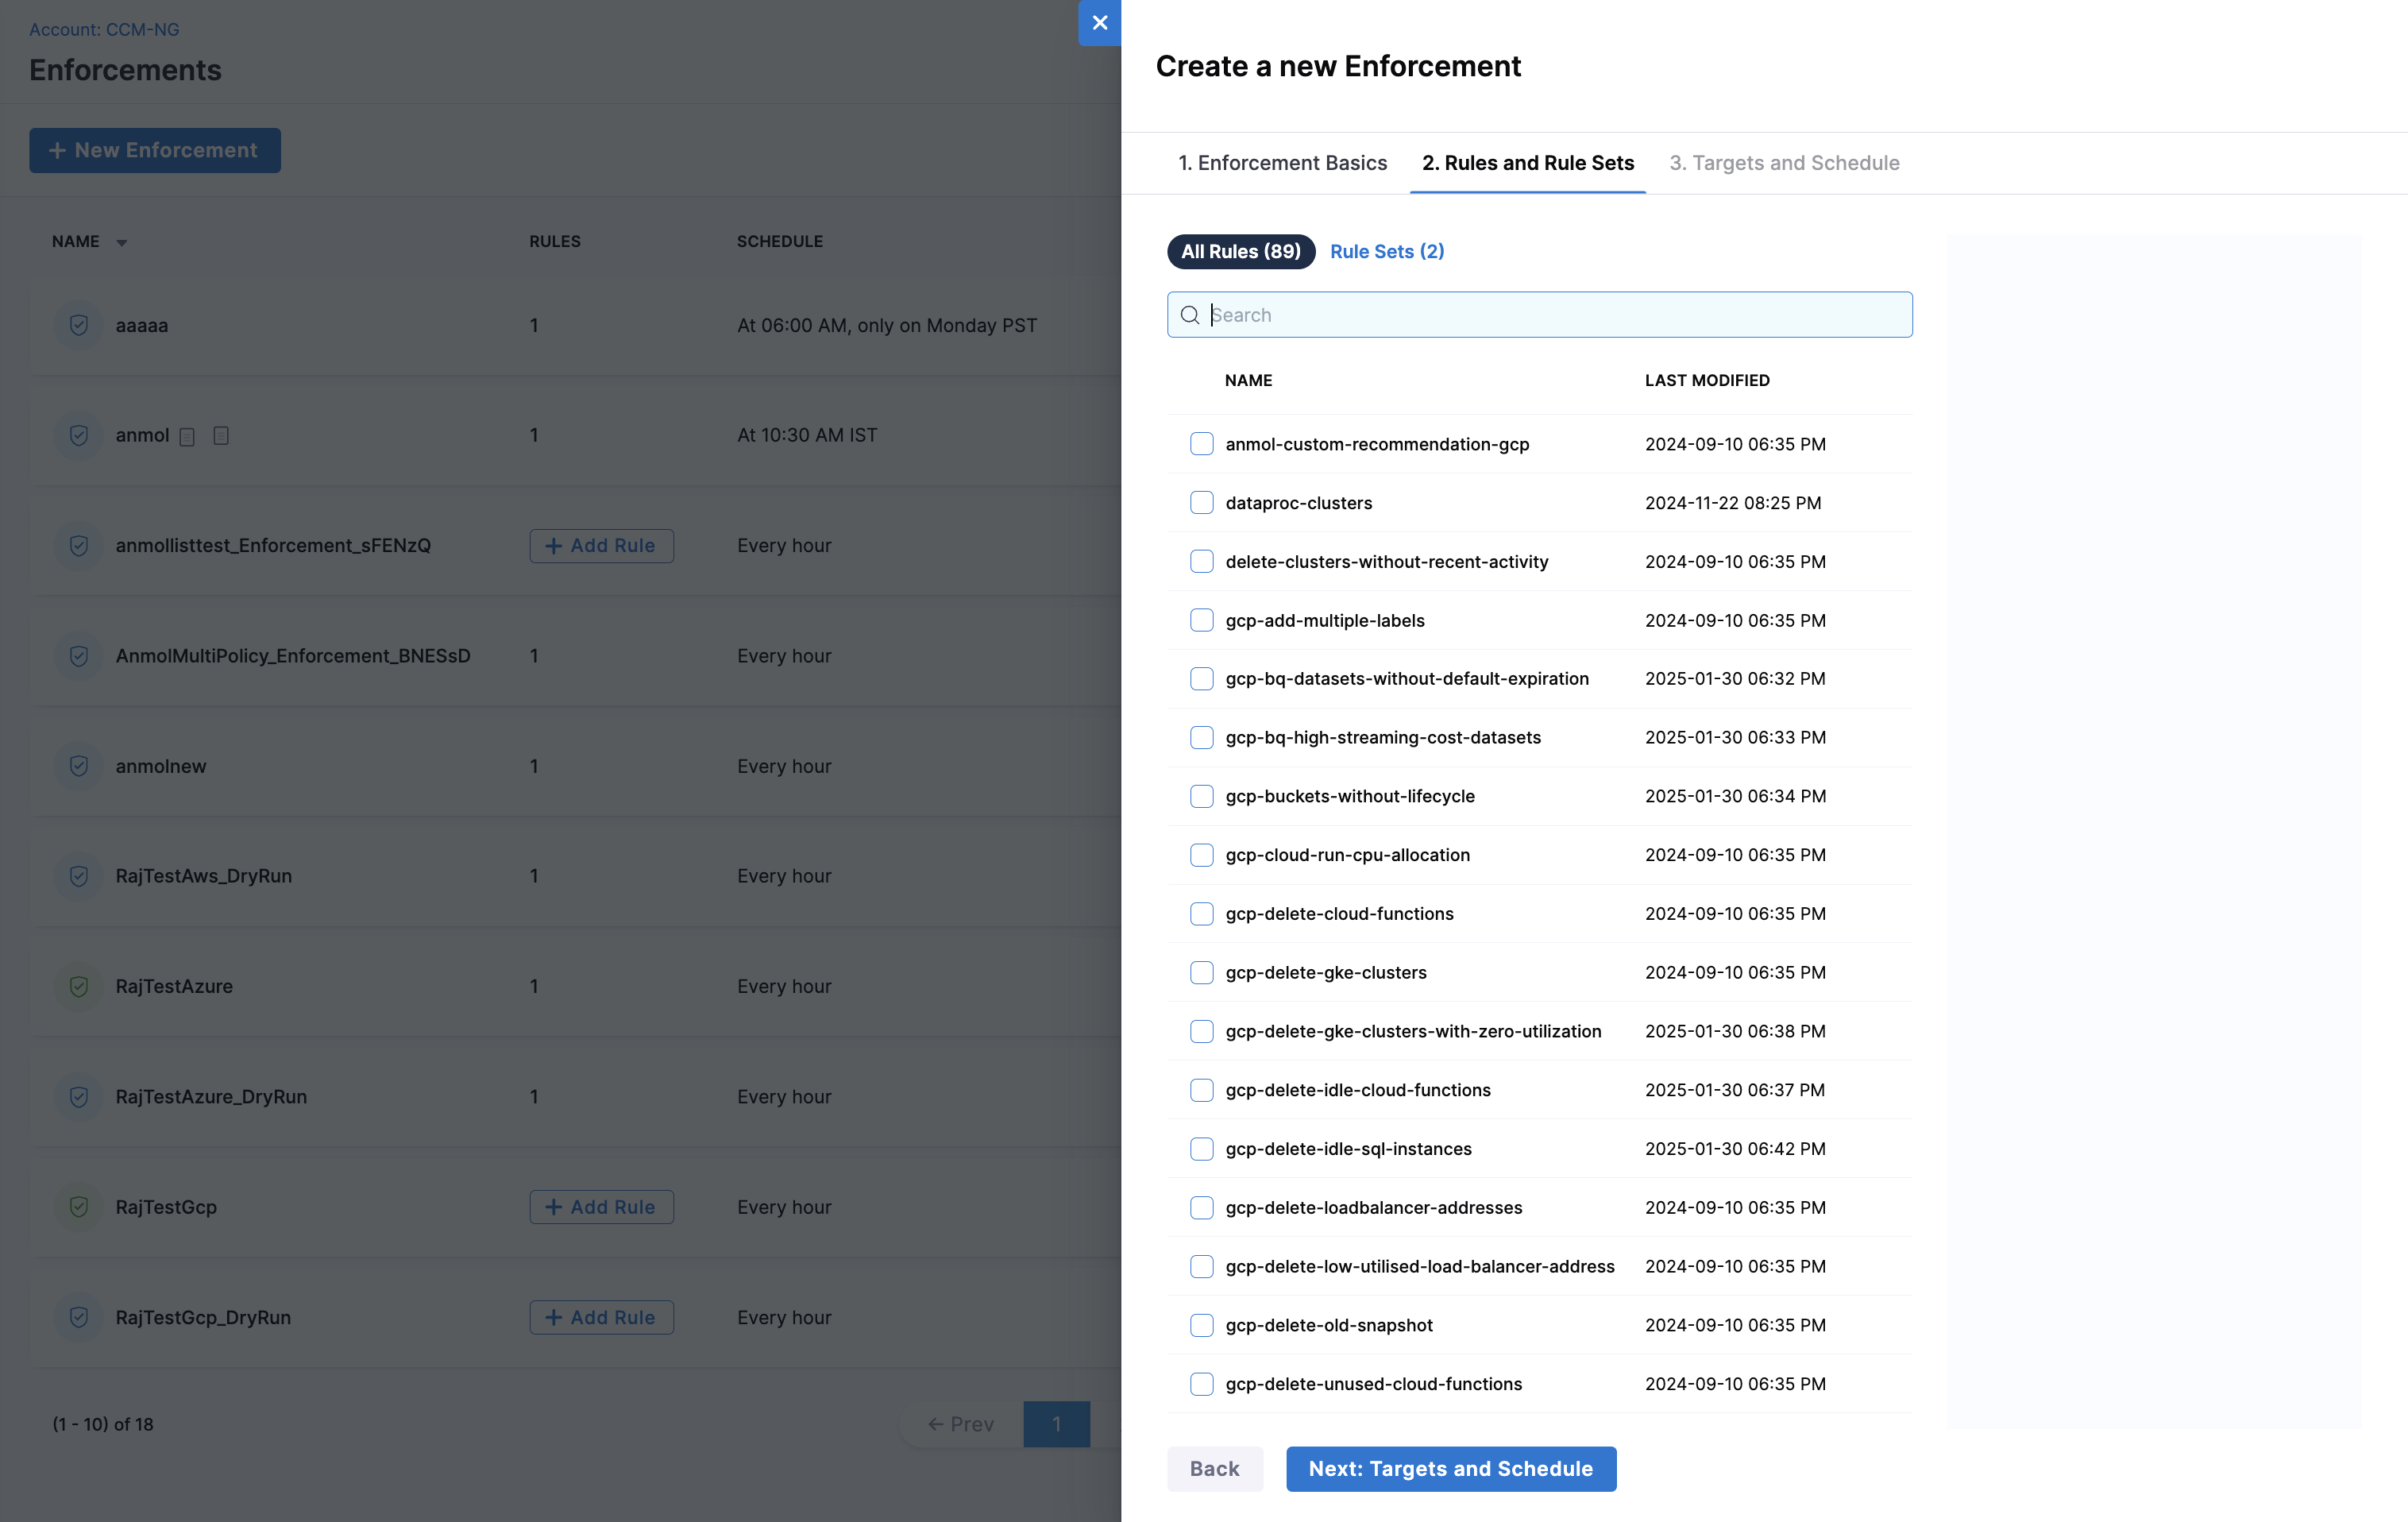 Account: CCM-NG
Enforcements
+ New Enforcement
NAME RULES SCHEDULE
aaaaa 1 At 06:00 AM, only on Monday PST
anmol 1 At 10:30 AM IST
anmollisttest_Enforcement_sFENzQ + Add Rule Every hour
AnmolMultiPolicy_Enforcement_BNESsD 1 Every hour
anmolnew 1 Every hour
RajTestAws_DryRun 1 Every hour
RajTestAzure 1 Every hour
RajTestAzure_DryRun 1 Every hour
RajTestGcp + Add Rule Every hour
RajTestGcp_DryRun + Add Rule Every hour
(1 - 10) of 18 ← Prev 1
Create a new Enforcement
1. Enforcement Basics 2. Rules and Rule Sets 3. Targets and Schedule
All Rules (89) Rule Sets (2)
Search
NAME LAST MODIFIED
anmol-custom-recommendation-gcp 2024-09-10 06:35 PM
dataproc-clusters 2024-11-22 08:25 PM
delete-clusters-without-recent-activity 2024-09-10 06:35 PM
gcp-add-multiple-labels 2024-09-10 06:35 PM
gcp-bq-datasets-without-default-expiration 2025-01-30 06:32 PM
gcp-bq-high-streaming-cost-datasets 2025-01-30 06:33 PM
gcp-buckets-without-lifecycle 2025-01-30 06:34 PM
gcp-cloud-run-cpu-allocation 2024-09-10 06:35 PM
gcp-delete-cloud-functions 2024-09-10 06:35 PM
gcp-delete-gke-clusters 2024-09-10 06:35 PM
gcp-delete-gke-clusters-with-zero-utilization 2025-01-30 06:38 PM
gcp-delete-idle-cloud-functions 2025-01-30 06:37 PM
gcp-delete-idle-sql-instances 2025-01-30 06:42 PM
gcp-delete-loadbalancer-addresses 2024-09-10 06:35 PM
gcp-delete-low-utilised-load-balancer-address 2024-09-10 06:35 PM
gcp-delete-old-snapshot 2024-09-10 06:35 PM
gcp-delete-unused-cloud-functions 2024-09-10 06:35 PM
Back Next: Targets and Schedule